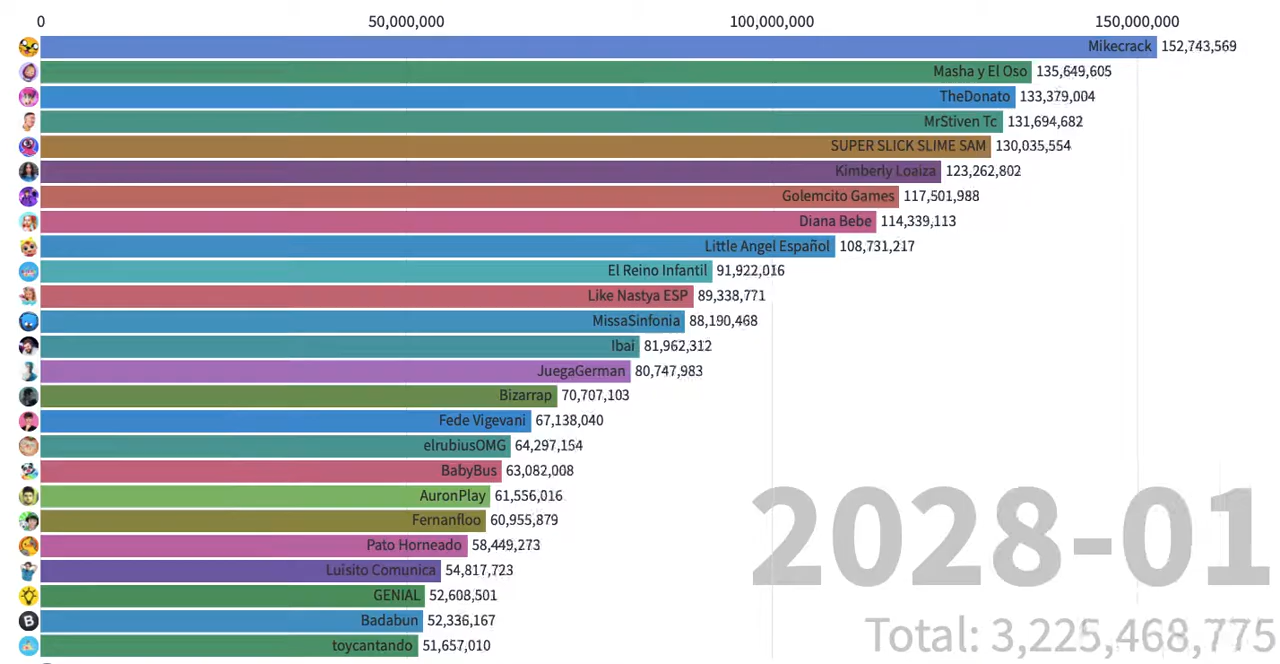 0 50,000,000 100,000,000 150,000,000
Mikecrack 152,743,569
Masha y El Oso 135,649,605
TheDonato 133,379,004
MrStiven Tc 131,694,682
SUPER SLICK SLIME SAM 130,035,554
Kimberly Loaiza 123,262,802
Golemcito Games 117,501,988
Diana Bebe 114,339,113
Little Angel Español 108,731,217
El Reino Infantil 91,922,016
Like Nastya ESP 89,338,771
MissaSinfonia 88,190,468
Ibai 81,962,312
JuegaGerman 80,747,983
Bizarrap 70,707,103
Fede Vigevani 67,138,040
elrubiusOMG 64,297,154
BabyBus 63,082,008
AuronPlay 61,556,016
Fernanfloo 60,955,879
Pato Horneado 58,449,273
Luisito Comunica 54,817,723
GENIAL 52,608,501
B Badabun 52,336,167
toycantando 51,657,010
2028-01
Total: 3,225,468,775